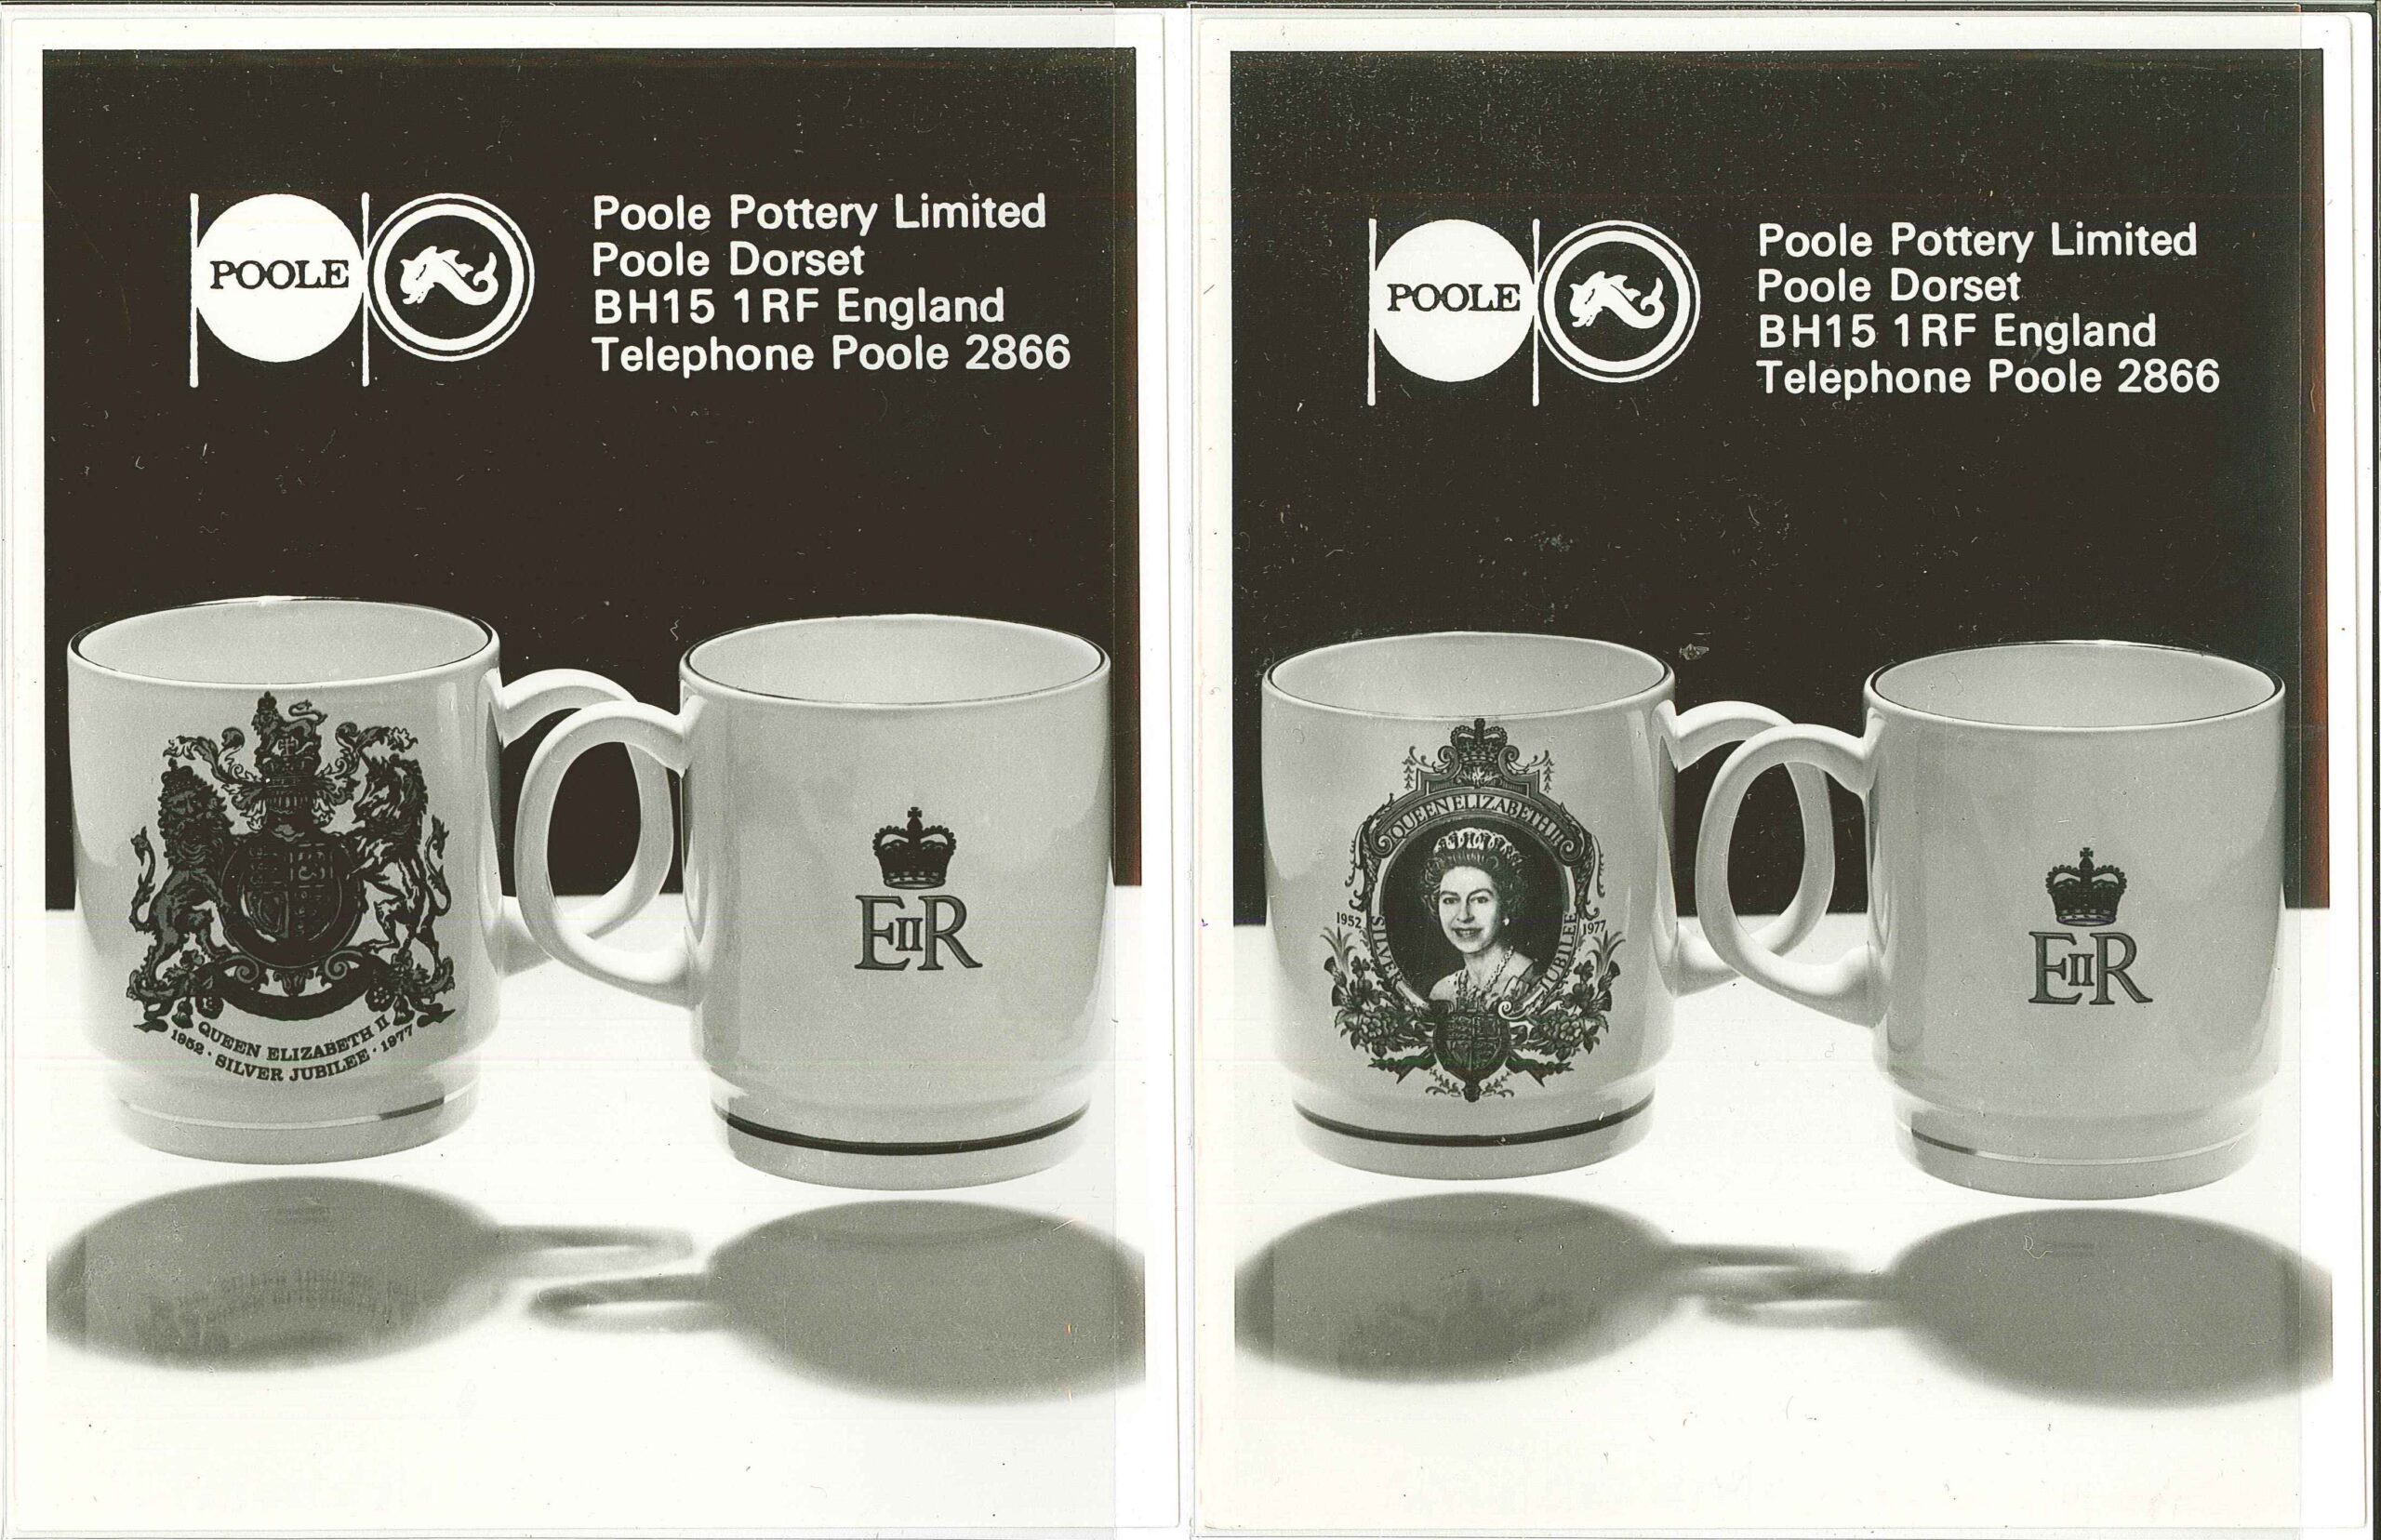 POOLE
Poole Pottery Limited
Poole Dorset
BH15 1RF England
Telephone Poole 2866
QUEEN ELIZABETH II
1952 · SILVER JUBILEE · 1977
EIIR
POOLE
Poole Pottery Limited
Poole Dorset
BH15 1RF England
Telephone Poole 2866
QUEEN ELIZABETH II
1952 1977
SILVER JUBILEE
EIIR